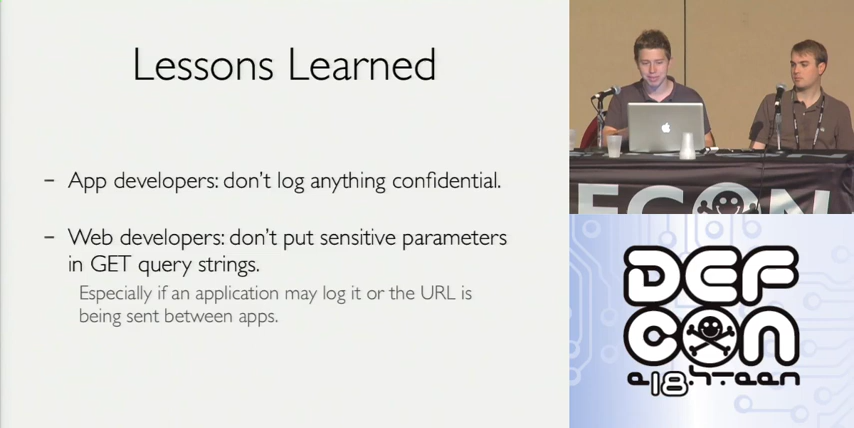 Lessons Learned
– App developers: don’t log anything confidential.
– Web developers: don’t put sensitive parameters
in GET query strings.
Especially if an application may log it or the URL is
being sent between apps.
DEF
CON
e18hteen